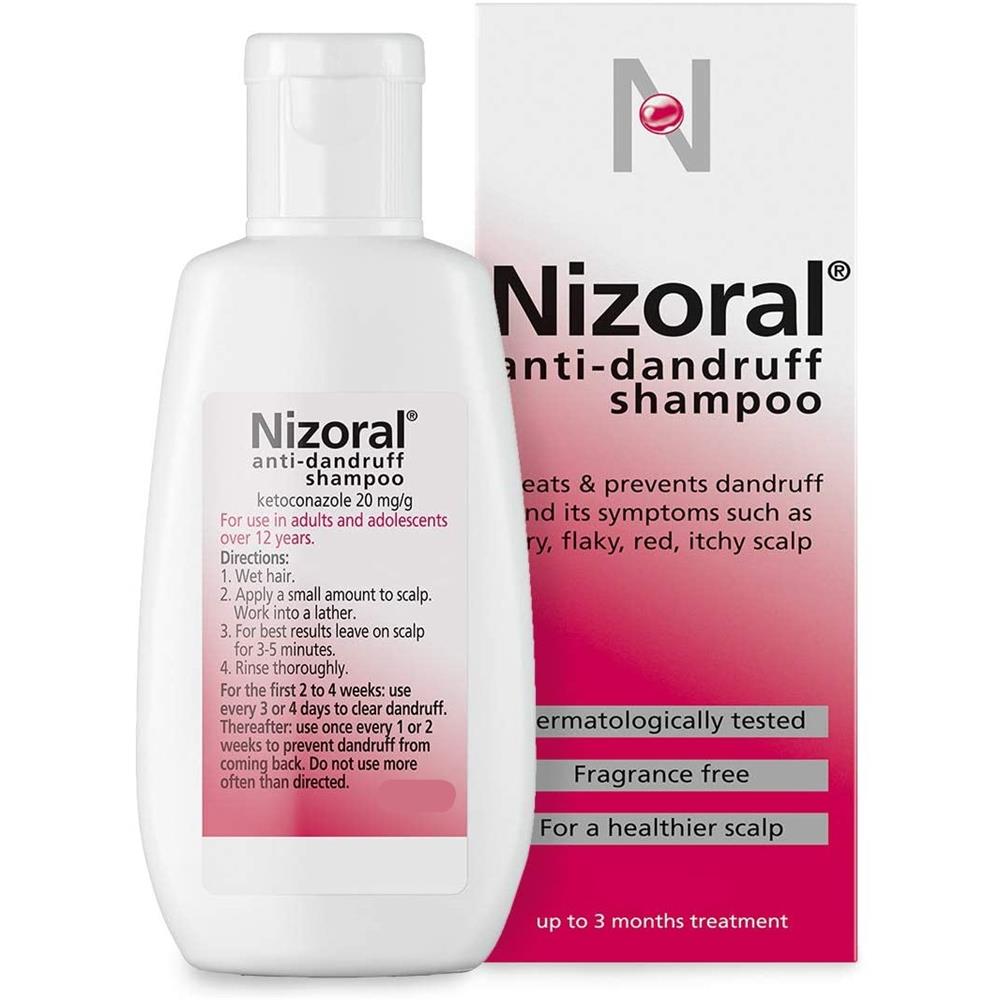 Nizoral®
anti-dandruff
shampoo
ketoconazole 20 mg/g
For use in adults and adolescents
over 12 years.
Directions:
1. Wet hair.
2. Apply a small amount to scalp.
Work into a lather.
3. For best results leave on scalp
for 3-5 minutes.
4. Rinse thoroughly.
For the first 2 to 4 weeks: use
every 3 or 4 days to clear dandruff.
Thereafter: use once every 1 or 2
weeks to prevent dandruff from
coming back. Do not use more
often than directed.
N
Nizoral®
anti-dandruff
shampoo
eats & prevents dandruff
nd its symptoms such as
ry, flaky, red, itchy scalp
ermatologically tested
Fragrance free
For a healthier scalp
up to 3 months treatment